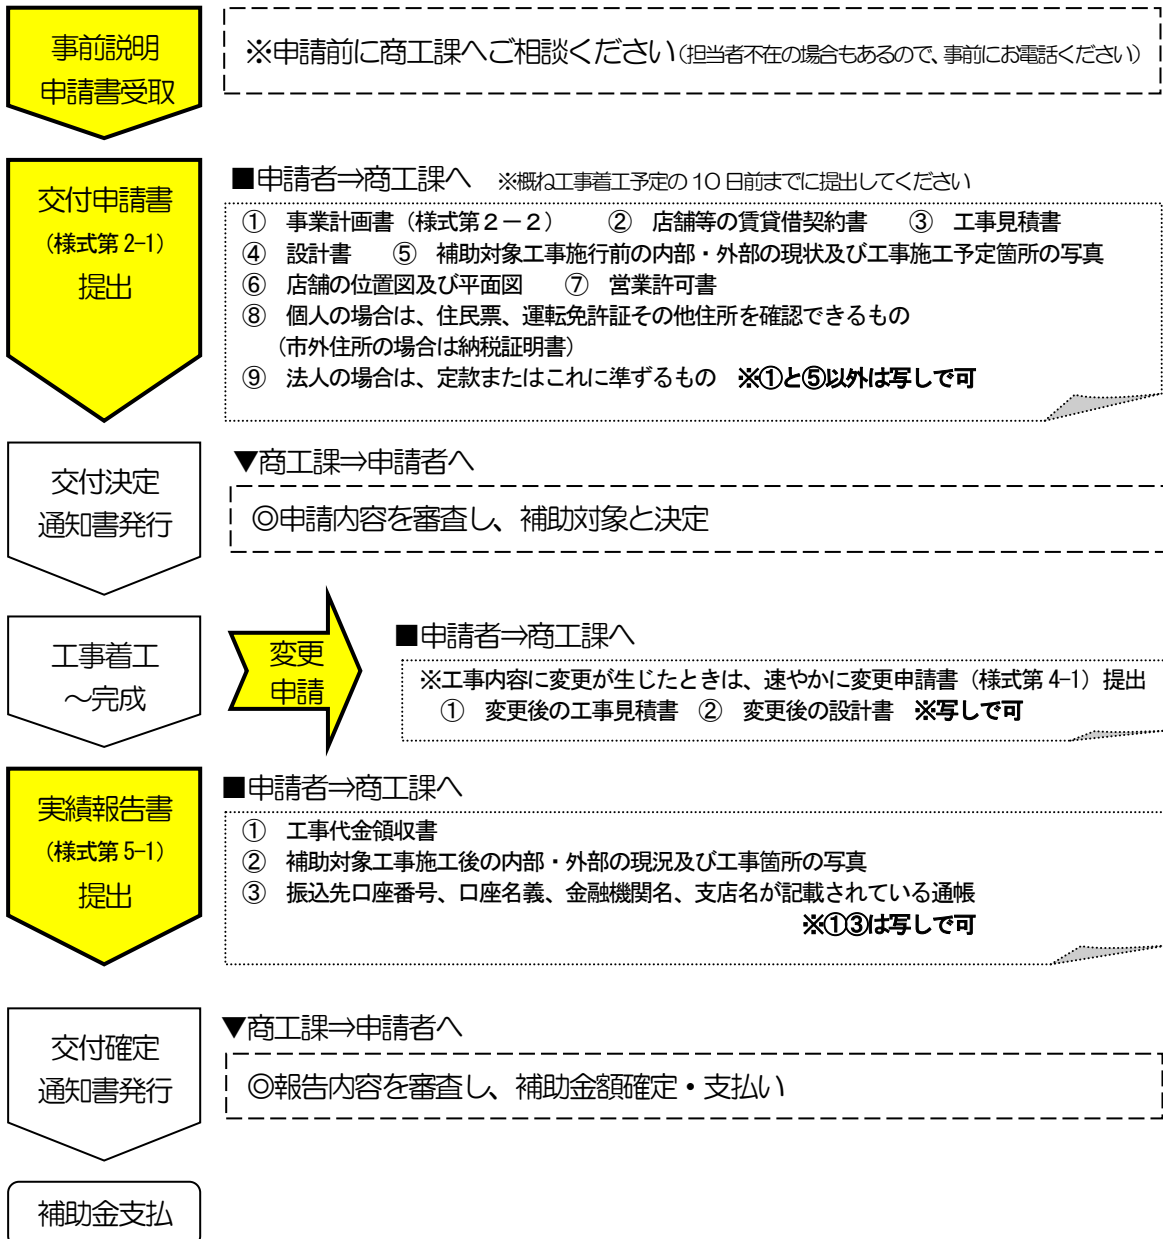 事前説明
申請書受取
※申請前に商工課へご相談ください(担当者不在の場合もあるので、事前にお電話ください)
交付申請書
(様式第2-1)
提出
■申請者⇒商工課へ ※概ね工事着工予定の10日前までに提出してください
① 事業計画書（様式第２－２） ② 店舗等の賃貸借契約書 ③ 工事見積書
④ 設計書 ⑤ 補助対象工事施行前の内部・外部の現状及び工事施工予定箇所の写真
⑥ 店舗の位置図及び平面図 ⑦ 営業許可書
⑧ 個人の場合は、住民票、運転免許証その他住所を確認できるもの
（市外住所の場合は納税証明書）
⑨ 法人の場合は、定款またはこれに準ずるもの ※①と⑤以外は写しで可
交付決定
通知書発行
▼商工課⇒申請者へ
◎申請内容を審査し、補助対象と決定
工事着工
～完成
変更
申請
■申請者⇒商工課へ
※工事内容に変更が生じたときは、速やかに変更申請書（様式第4-1）提出
① 変更後の工事見積書 ② 変更後の設計書 ※写しで可
実績報告書
(様式第5-1)
提出
■申請者⇒商工課へ
① 工事代金領収書
② 補助対象工事施工後の内部・外部の現況及び工事箇所の写真
③ 振込先口座番号、口座名義、金融機関名、支店名が記載されている通帳
※①③は写しで可
交付確定
通知書発行
▼商工課⇒申請者へ
◎報告内容を審査し、補助金額確定・支払い
補助金支払